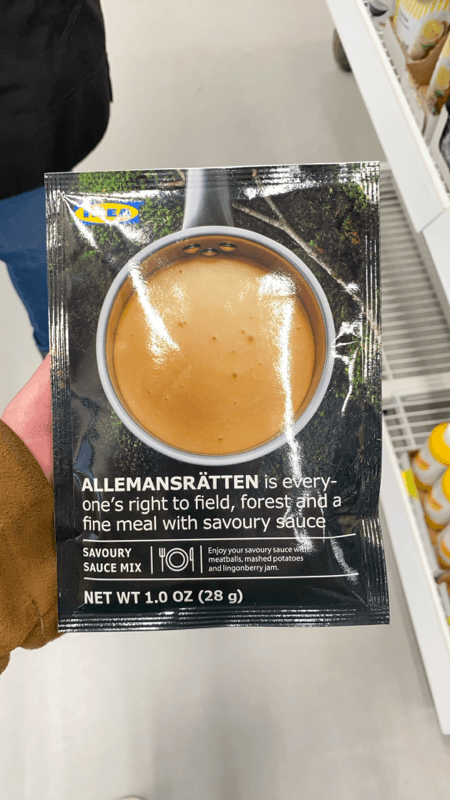 IKEA
ALLEMANSRÄTTEN is every-
one's right to field, forest and a
fine meal with savoury sauce
SAVOURY
SAUCE MIX
Enjoy your savoury sauce with
meatballs, mashed potatoes
and lingonberry jam.
NET WT 1.0 OZ (28 g)